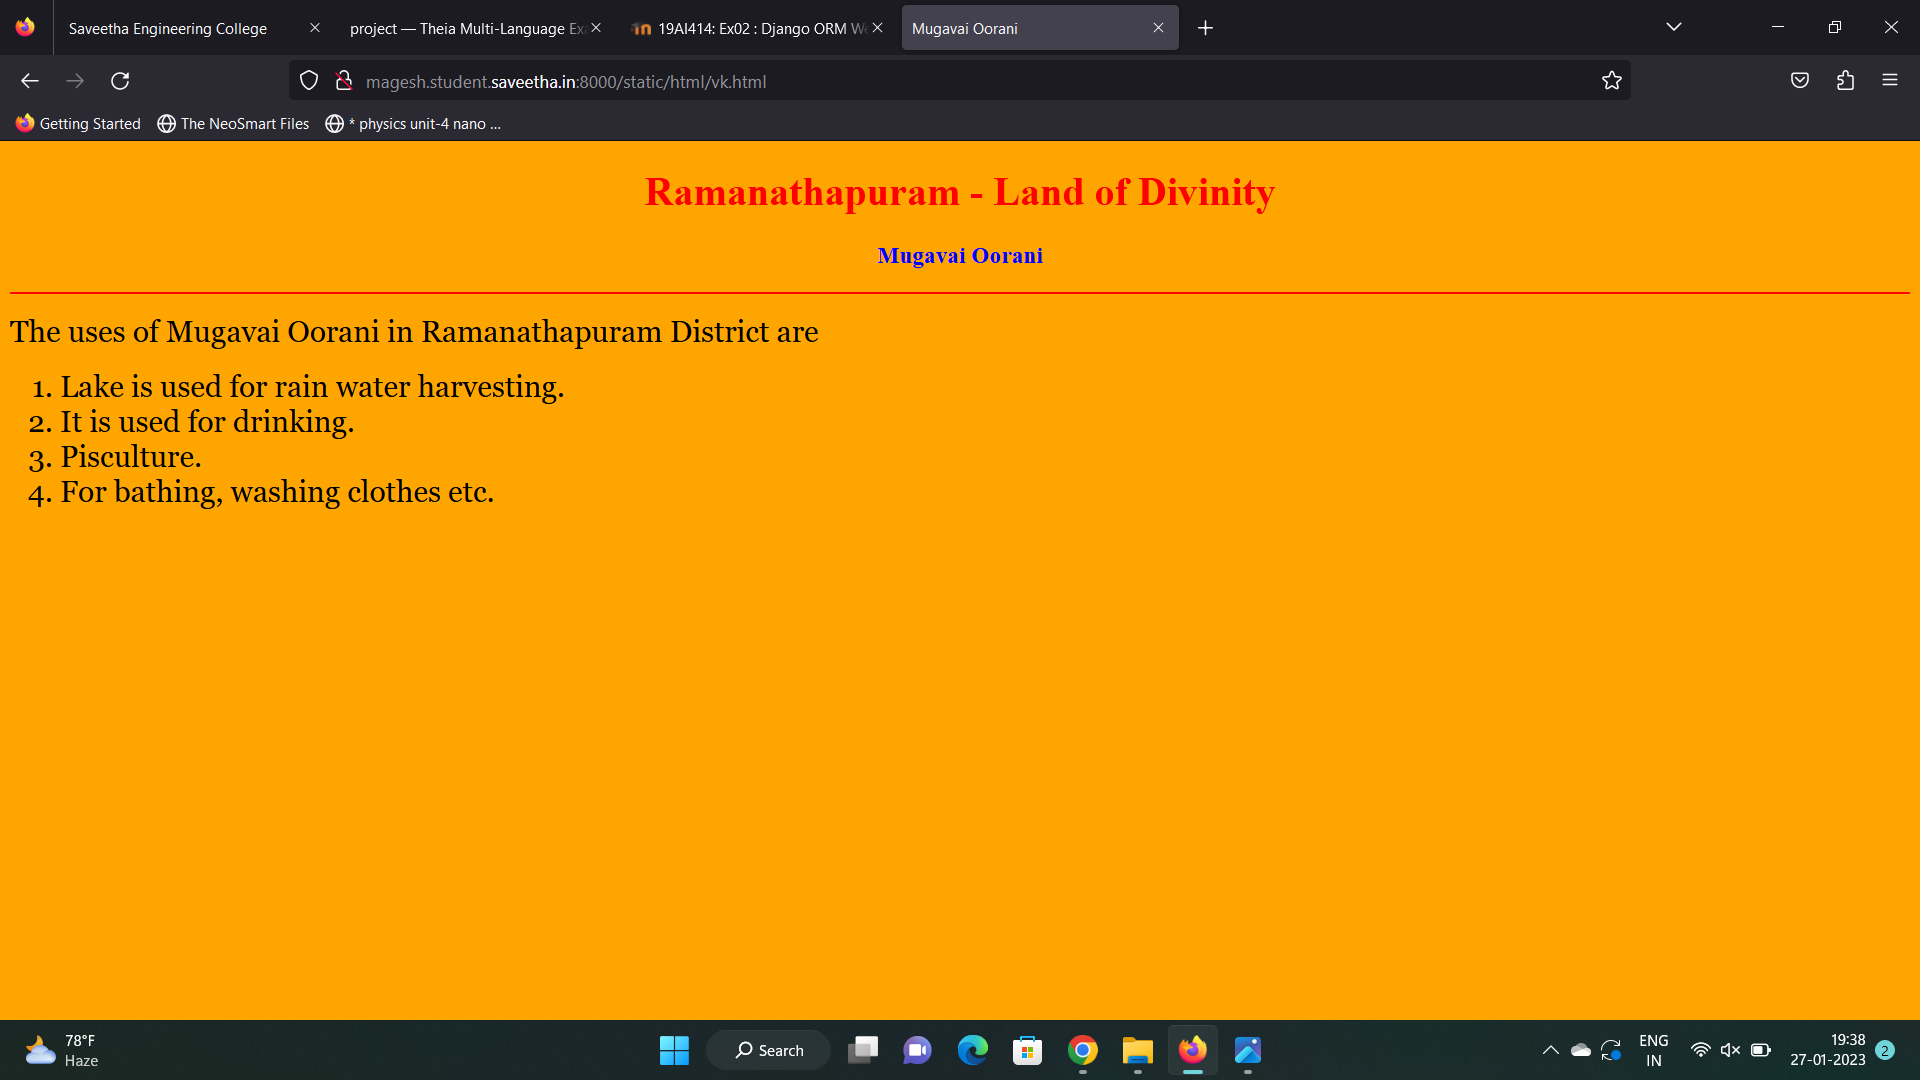 Saveetha Engineering College
project — Theia Multi-Language Ex
19AI414: Ex02 : Django ORM We
Mugavai Oorani
magesh.student.saveetha.in:8000/static/html/vk.html
Getting Started
The NeoSmart Files
* physics unit-4 nano ...
Ramanathapuram - Land of Divinity
Mugavai Oorani
The uses of Mugavai Oorani in Ramanathapuram District are
1. Lake is used for rain water harvesting.
2. It is used for drinking.
3. Pisculture.
4. For bathing, washing clothes etc.
78°F
Haze
Search
ENG
IN
19:38
27-01-2023
2